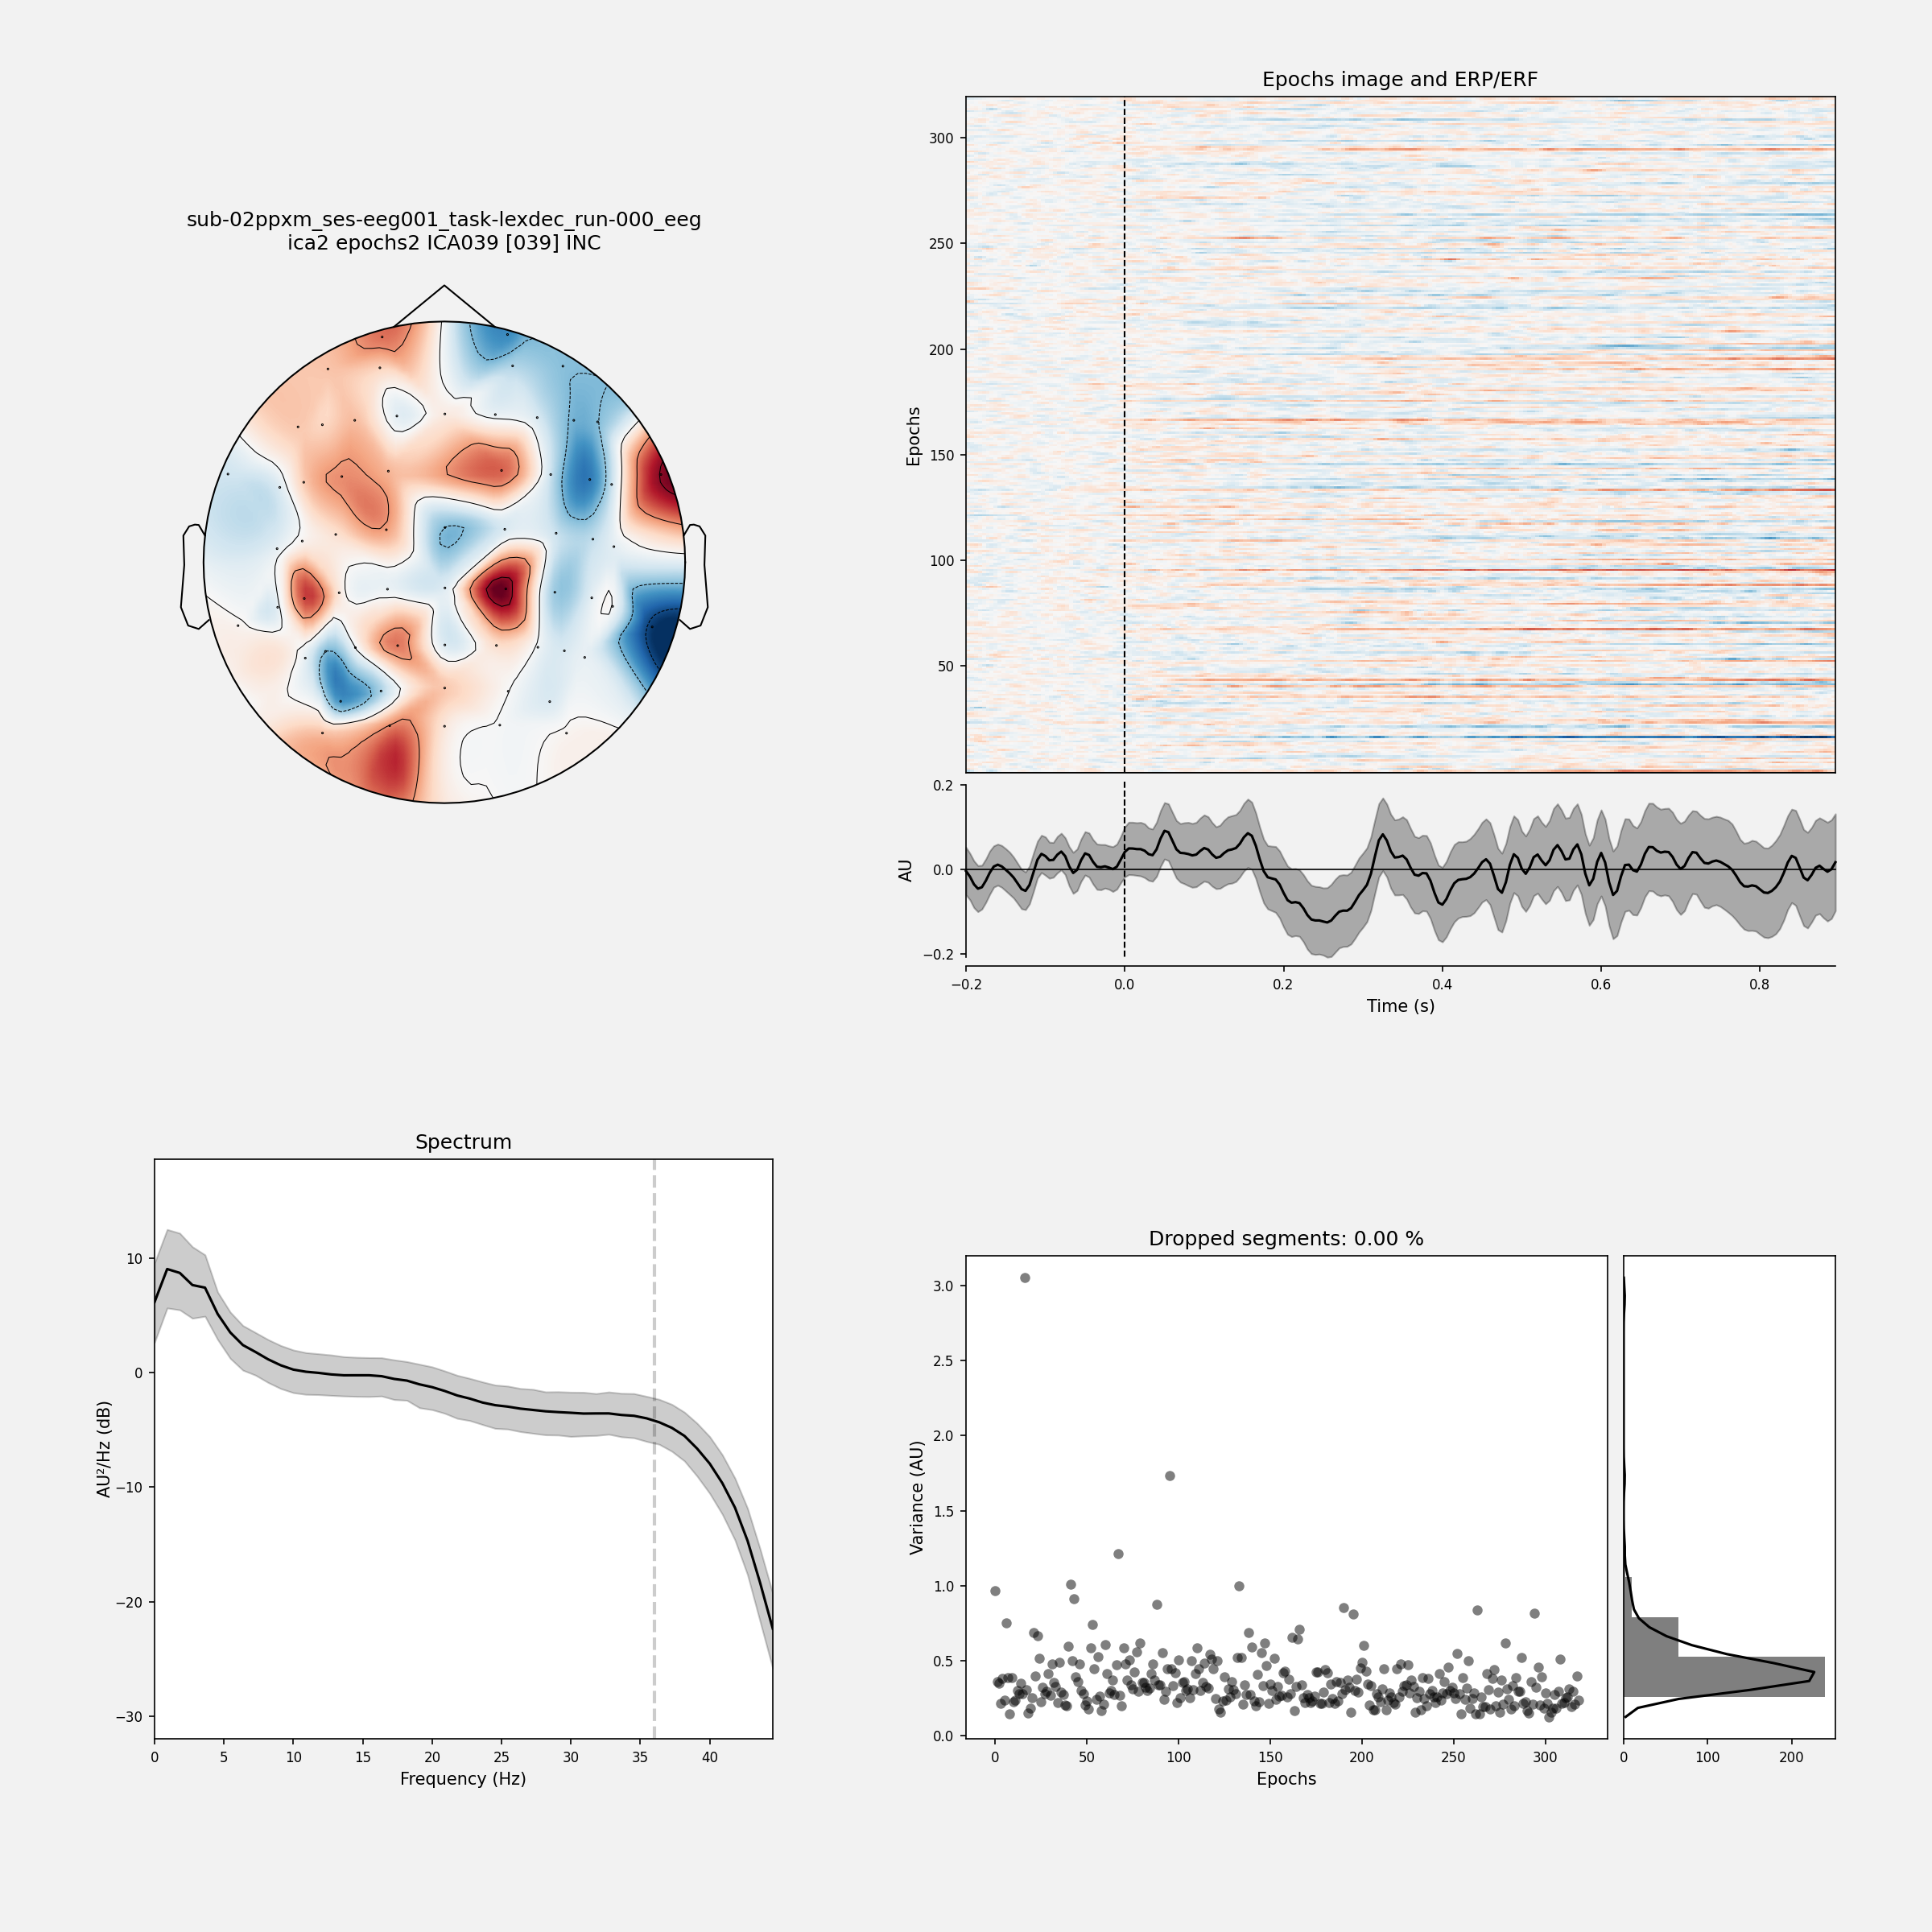 sub-02ppxm_ses-eeg001_task-lexdec_run-000_eeg
ica2 epochs2 ICA039 [039] INC
Epochs image and ERP/ERF
Epochs
300
250
200
150
100
50
AU
0.2
0.0
−0.2
−0.2 0.0 0.2 0.4 0.6 0.8
Time (s)
Spectrum
AU²/Hz (dB)
10
0
−10
−20
−30
0 5 10 15 20 25 30 35 40
Frequency (Hz)
Dropped segments: 0.00 %
Variance (AU)
3.0
2.5
2.0
1.5
1.0
0.5
0.0
0 50 100 150 200 250 300
Epochs
0 100 200